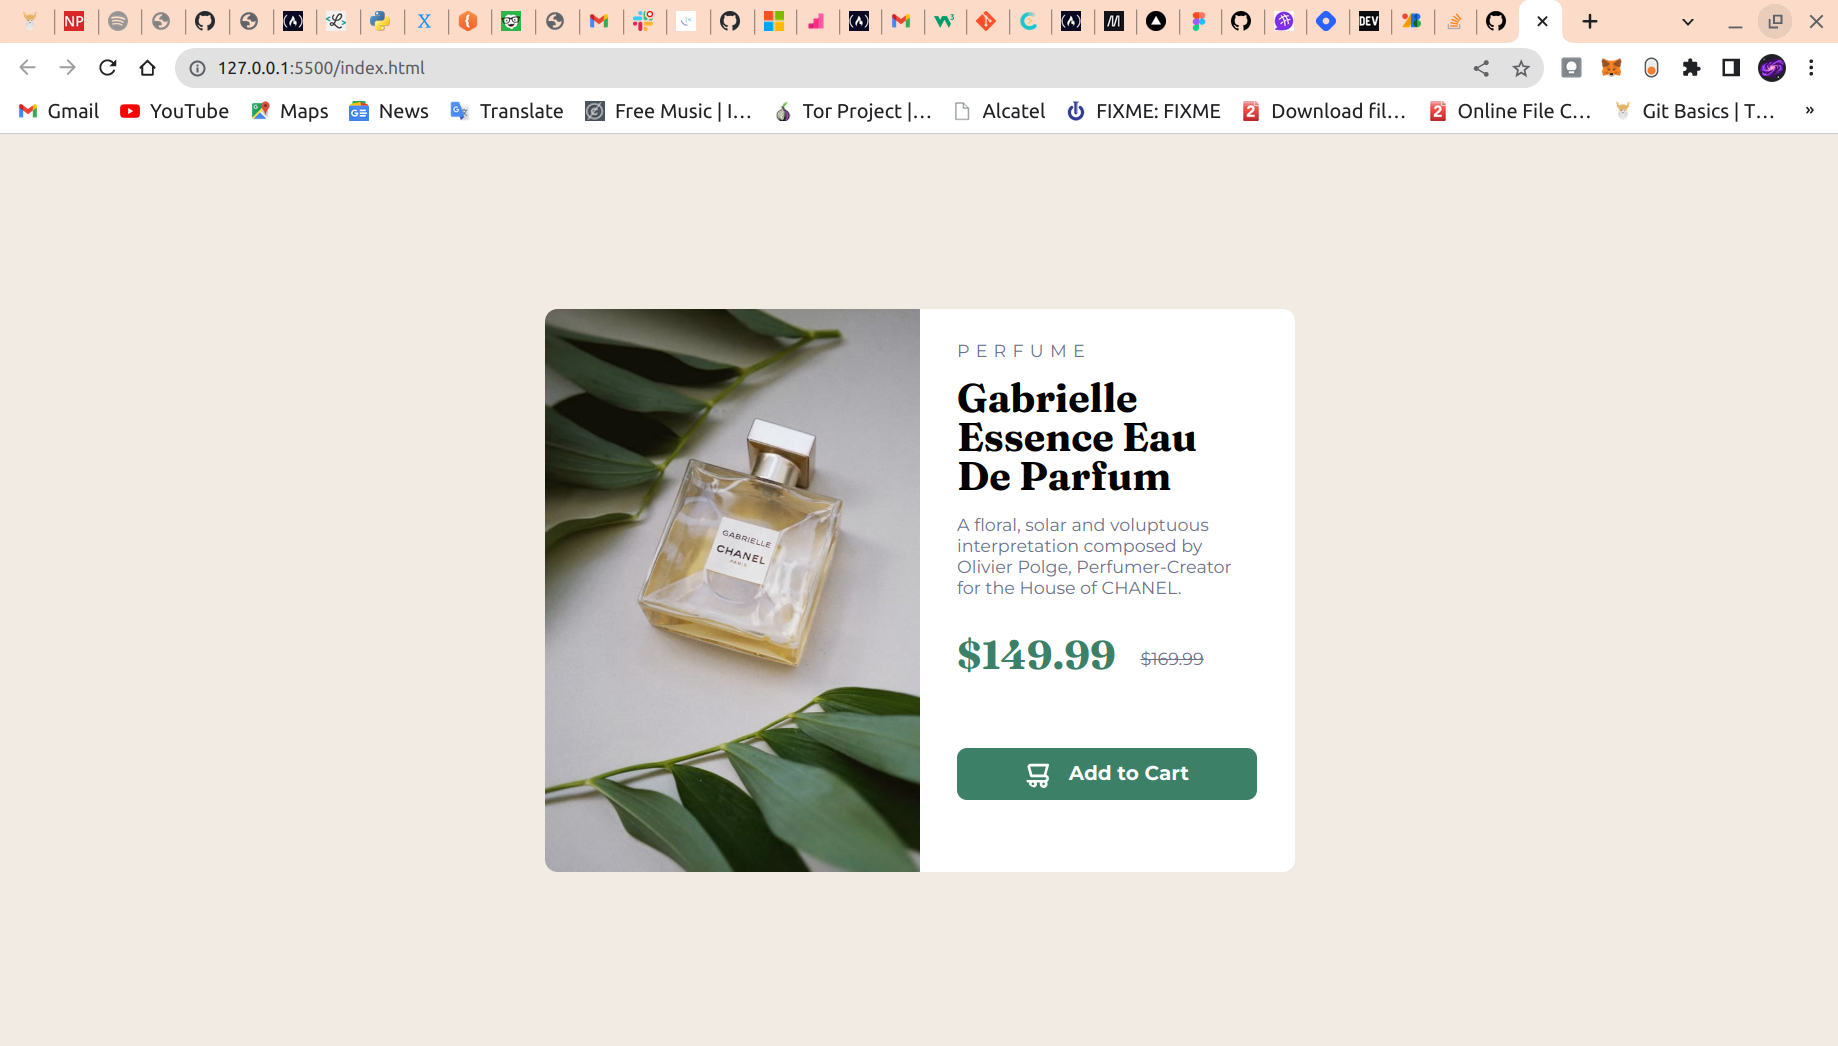 NP
X
W3
M
DEV
127.0.0.1:5500/index.html
Gmail YouTube Maps News Translate Free Music | I... Tor Project |... Alcatel FIXME: FIXME Download fil... Online File C... Git Basics | T... »
PERFUME
Gabrielle
Essence Eau
De Parfum
A floral, solar and voluptuous
interpretation composed by
Olivier Polge, Perfumer-Creator
for the House of CHANEL.
$149.99 $169.99
Add to Cart
GABRIELLE
CHANEL
PARIS